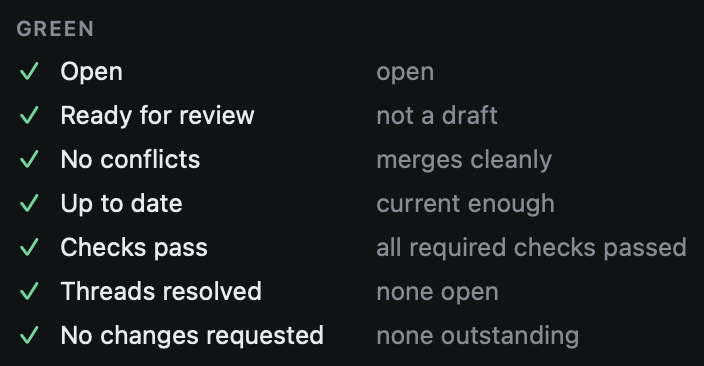 GREEN
✓ Open open
✓ Ready for review not a draft
✓ No conflicts merges cleanly
✓ Up to date current enough
✓ Checks pass all required checks passed
✓ Threads resolved none open
✓ No changes requested none outstanding